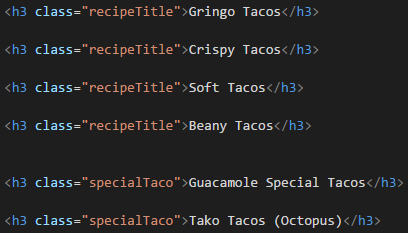 <h3 class="recipeTitle">Gringo Tacos</h3>
<h3 class="recipeTitle">Crispy Tacos</h3>
<h3 class="recipeTitle">Soft Tacos</h3>
<h3 class="recipeTitle">Beany Tacos</h3>
<h3 class="specialTaco">Guacamole Special Tacos</h3>
<h3 class="specialTaco">Tako Tacos (Octopus)</h3>